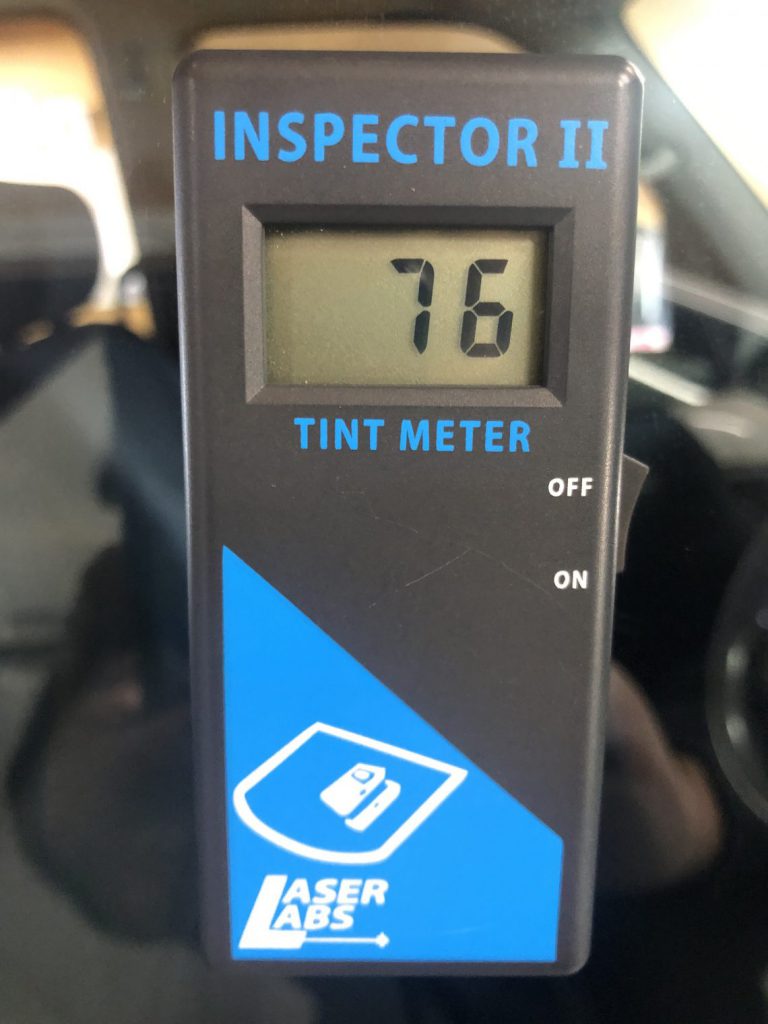 INSPECTOR II
76
TINT METER
OFF
ON
LASER
LABS